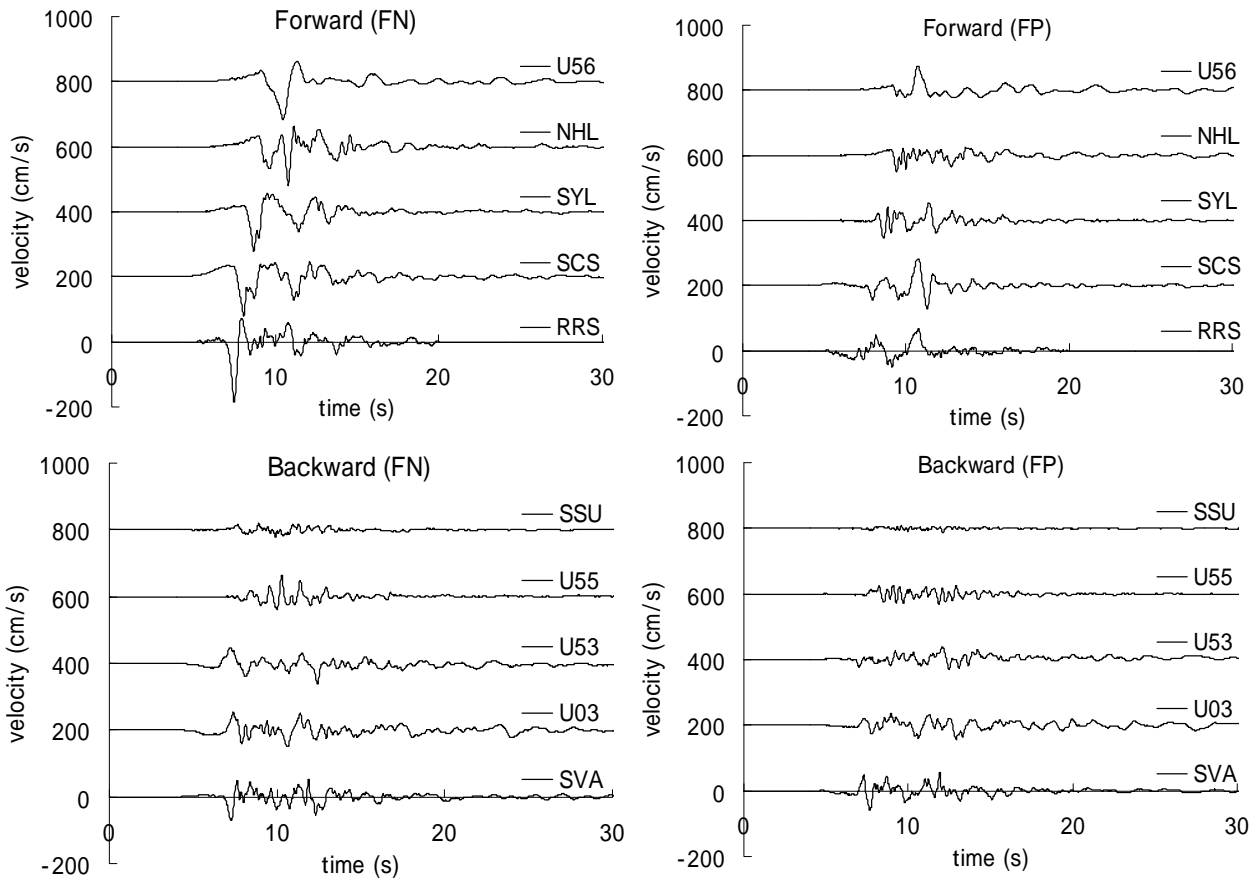 Forward (FN)
1000
800
600
400
200
0
-200
velocity (cm/s)
U56
NHL
SYL
SCS
RRS
0
10
20
30
time (s)
Forward (FP)
1000
800
600
400
200
0
-200
velocity (cm/s)
U56
NHL
SYL
SCS
RRS
0
10
20
30
time (s)
Backward (FN)
1000
800
600
400
200
0
-200
velocity (cm/s)
SSU
U55
U53
U03
SVA
0
10
20
30
time (s)
Backward (FP)
1000
800
600
400
200
0
-200
velocity (cm/s)
SSU
U55
U53
U03
SVA
0
10
20
30
time (s)